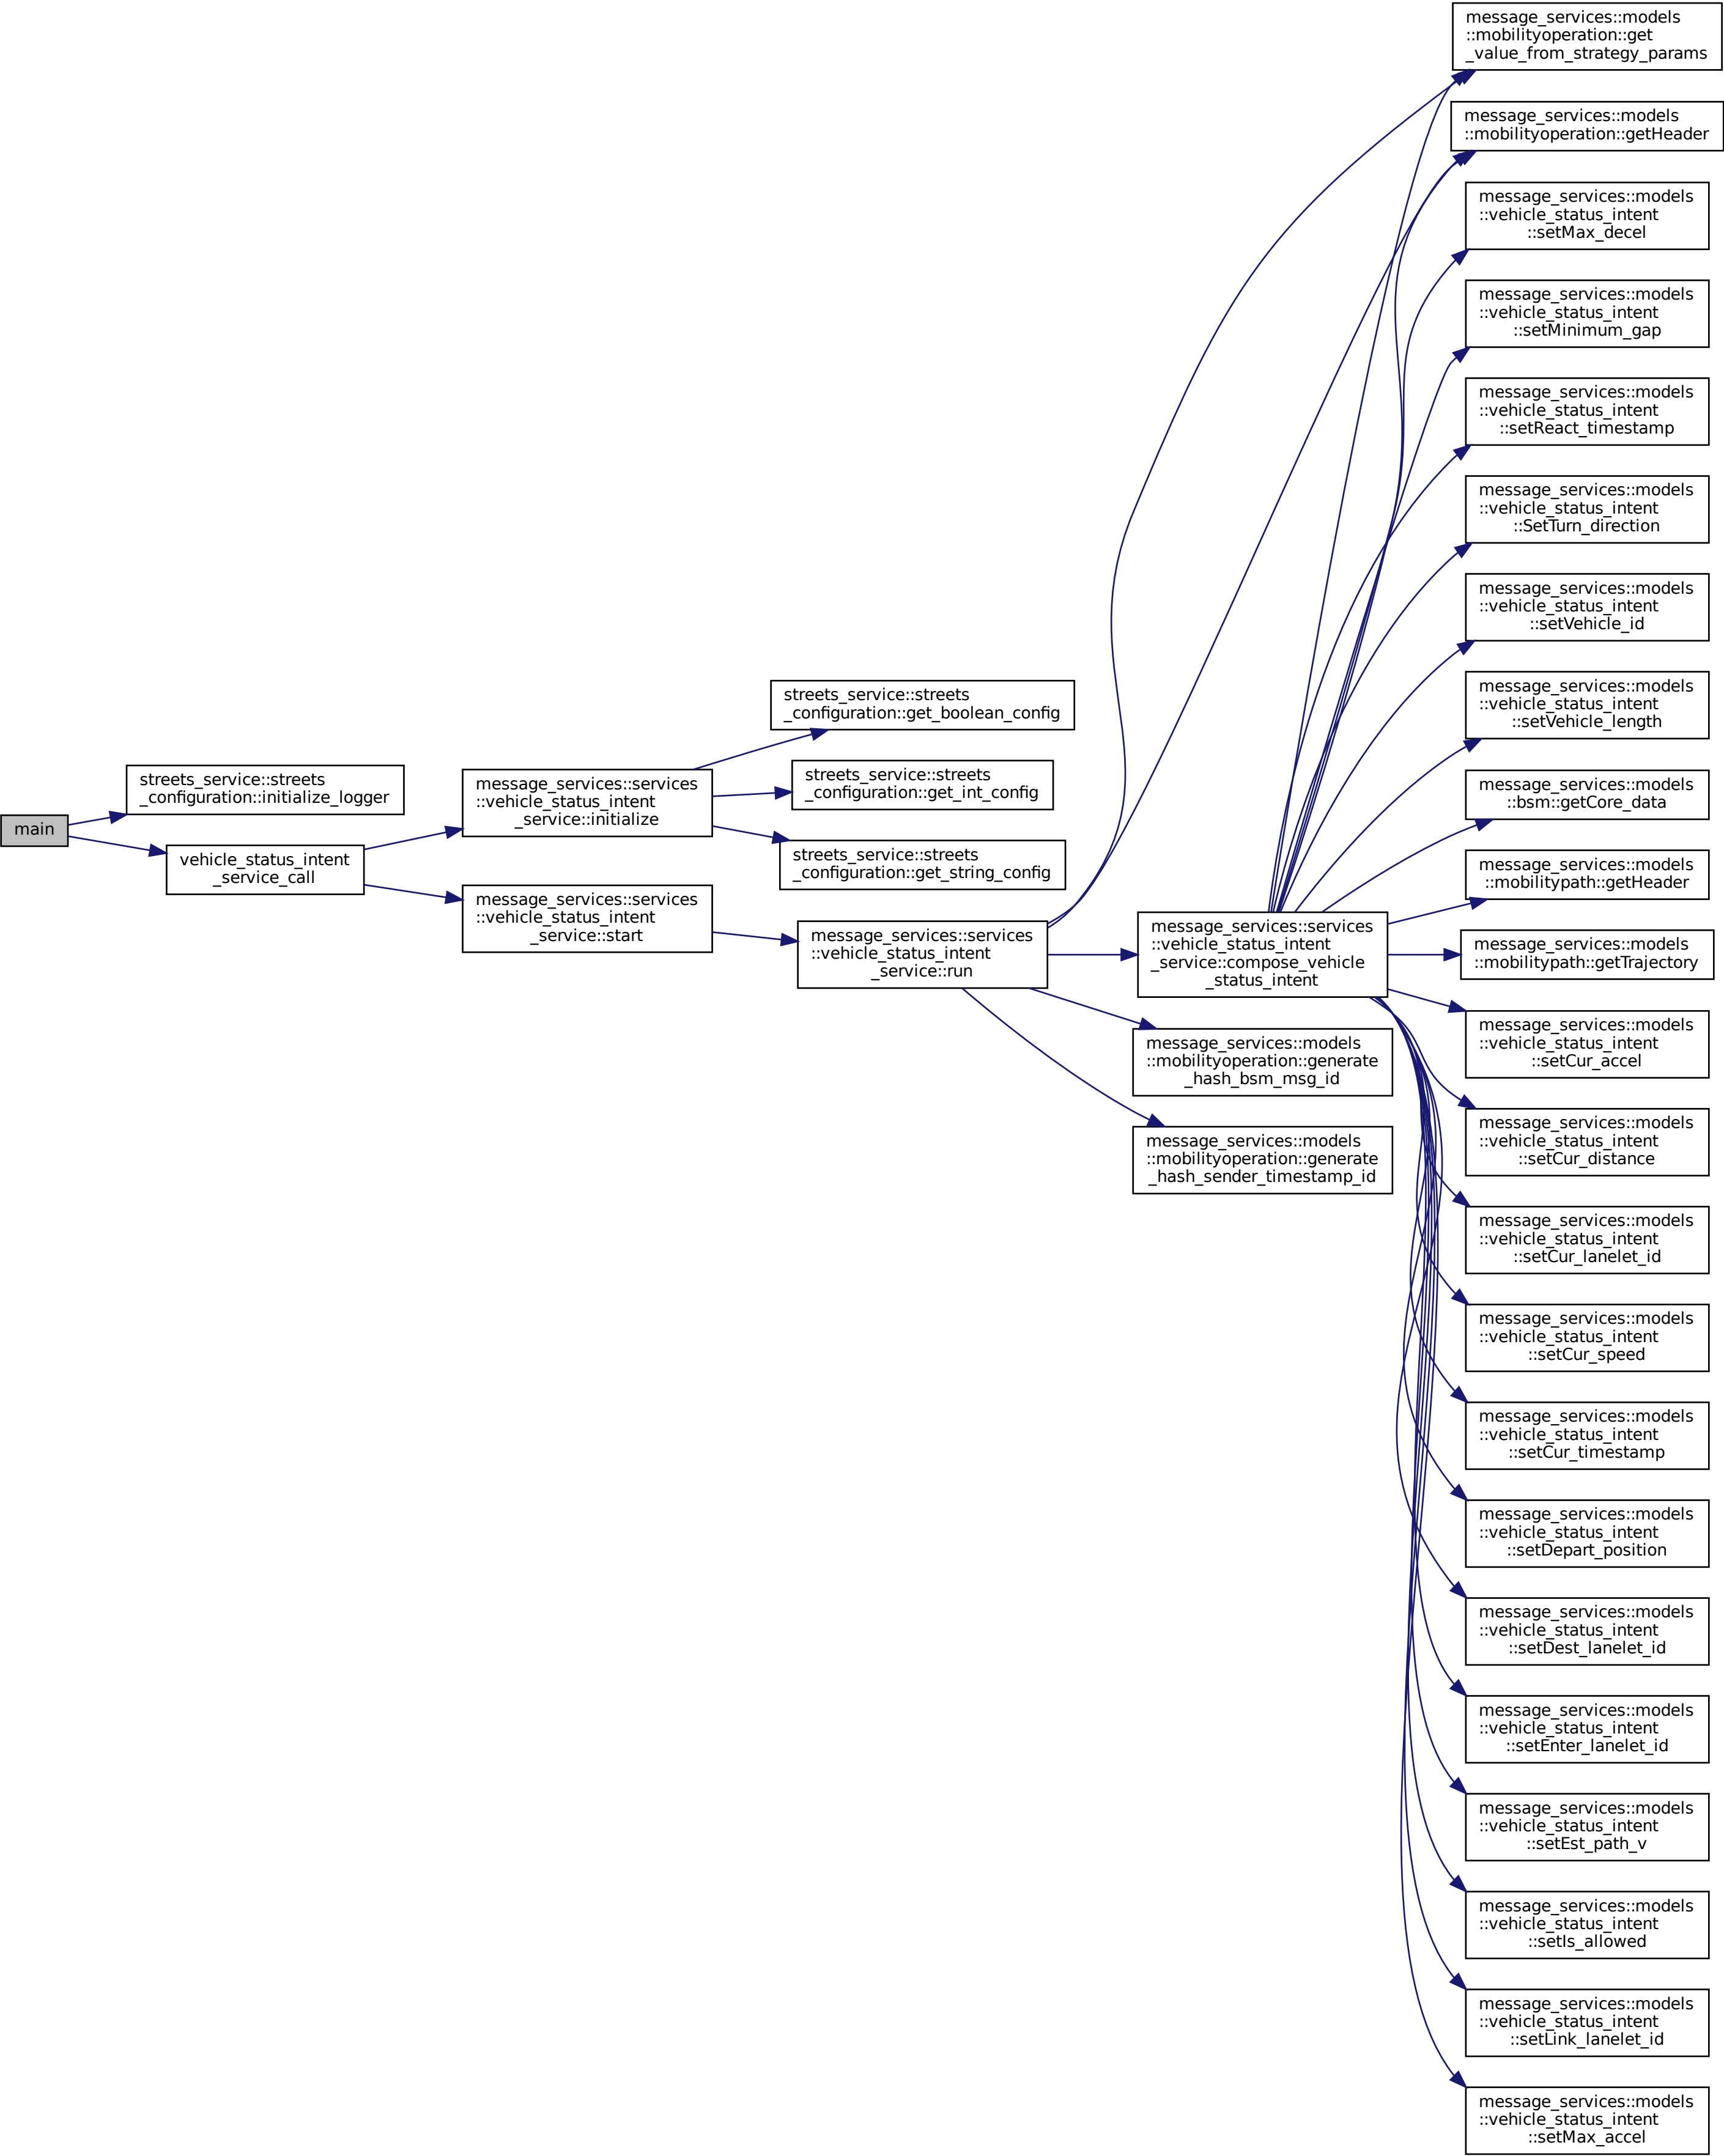 main
streets_service::streets
_configuration::initialize_logger
vehicle_status_intent
_service_call
message_services::services
::vehicle_status_intent
_service::initialize
message_services::services
::vehicle_status_intent
_service::start
streets_service::streets
_configuration::get_boolean_config
streets_service::streets
_configuration::get_int_config
streets_service::streets
_configuration::get_string_config
message_services::services
::vehicle_status_intent
_service::run
message_services::services
::vehicle_status_intent
_service::compose_vehicle
_status_intent
message_services::models
::mobilityoperation::generate
_hash_bsm_msg_id
message_services::models
::mobilityoperation::generate
_hash_sender_timestamp_id
message_services::models
::mobilityoperation::get
_value_from_strategy_params
message_services::models
::mobilityoperation::getHeader
message_services::models
::vehicle_status_intent
::setMax_decel
message_services::models
::vehicle_status_intent
::setMinimum_gap
message_services::models
::vehicle_status_intent
::setReact_timestamp
message_services::models
::vehicle_status_intent
::SetTurn_direction
message_services::models
::vehicle_status_intent
::setVehicle_id
message_services::models
::vehicle_status_intent
::setVehicle_length
message_services::models
::bsm::getCore_data
message_services::models
::mobilitypath::getHeader
message_services::models
::mobilitypath::getTrajectory
message_services::models
::vehicle_status_intent
::setCur_accel
message_services::models
::vehicle_status_intent
::setCur_distance
message_services::models
::vehicle_status_intent
::setCur_lanelet_id
message_services::models
::vehicle_status_intent
::setCur_speed
message_services::models
::vehicle_status_intent
::setCur_timestamp
message_services::models
::vehicle_status_intent
::setDepart_position
message_services::models
::vehicle_status_intent
::setDest_lanelet_id
message_services::models
::vehicle_status_intent
::setEnter_lanelet_id
message_services::models
::vehicle_status_intent
::setEst_path_v
message_services::models
::vehicle_status_intent
::setIs_allowed
message_services::models
::vehicle_status_intent
::setLink_lanelet_id
message_services::models
::vehicle_status_intent
::setMax_accel